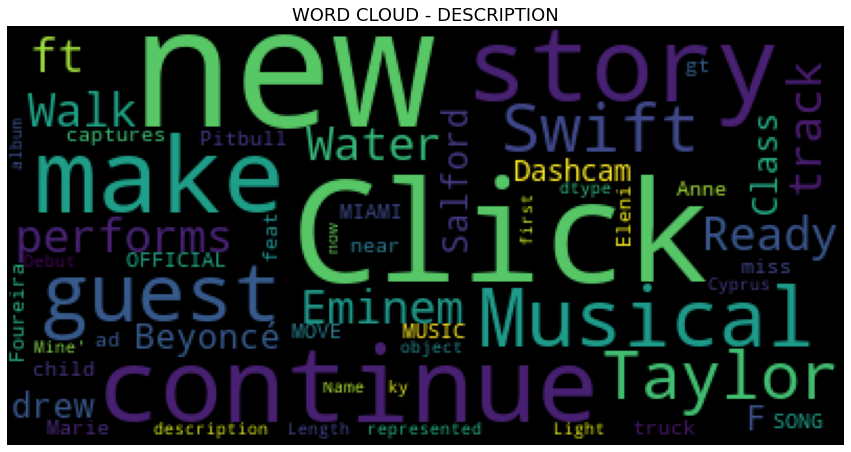 WORD CLOUD - DESCRIPTION
ft
new
story
gt
track
Walk
captures
Pitbull
album
Water
Swift
Salford
Class
make
Dashcam
dtype
Anne
Click
MIAMI
near
now
first
Eleni
performs
feat
Ready
Debut
OFFICIAL
miss
Cyprus
guest
Foureira
Eminem
Musical
Mine'
ad
Beyoncé
MOVE
MUSIC
object
child
continue
Name
ky
Taylor
drew
F
SONG
Marie
description
Length
represented
Light
truck